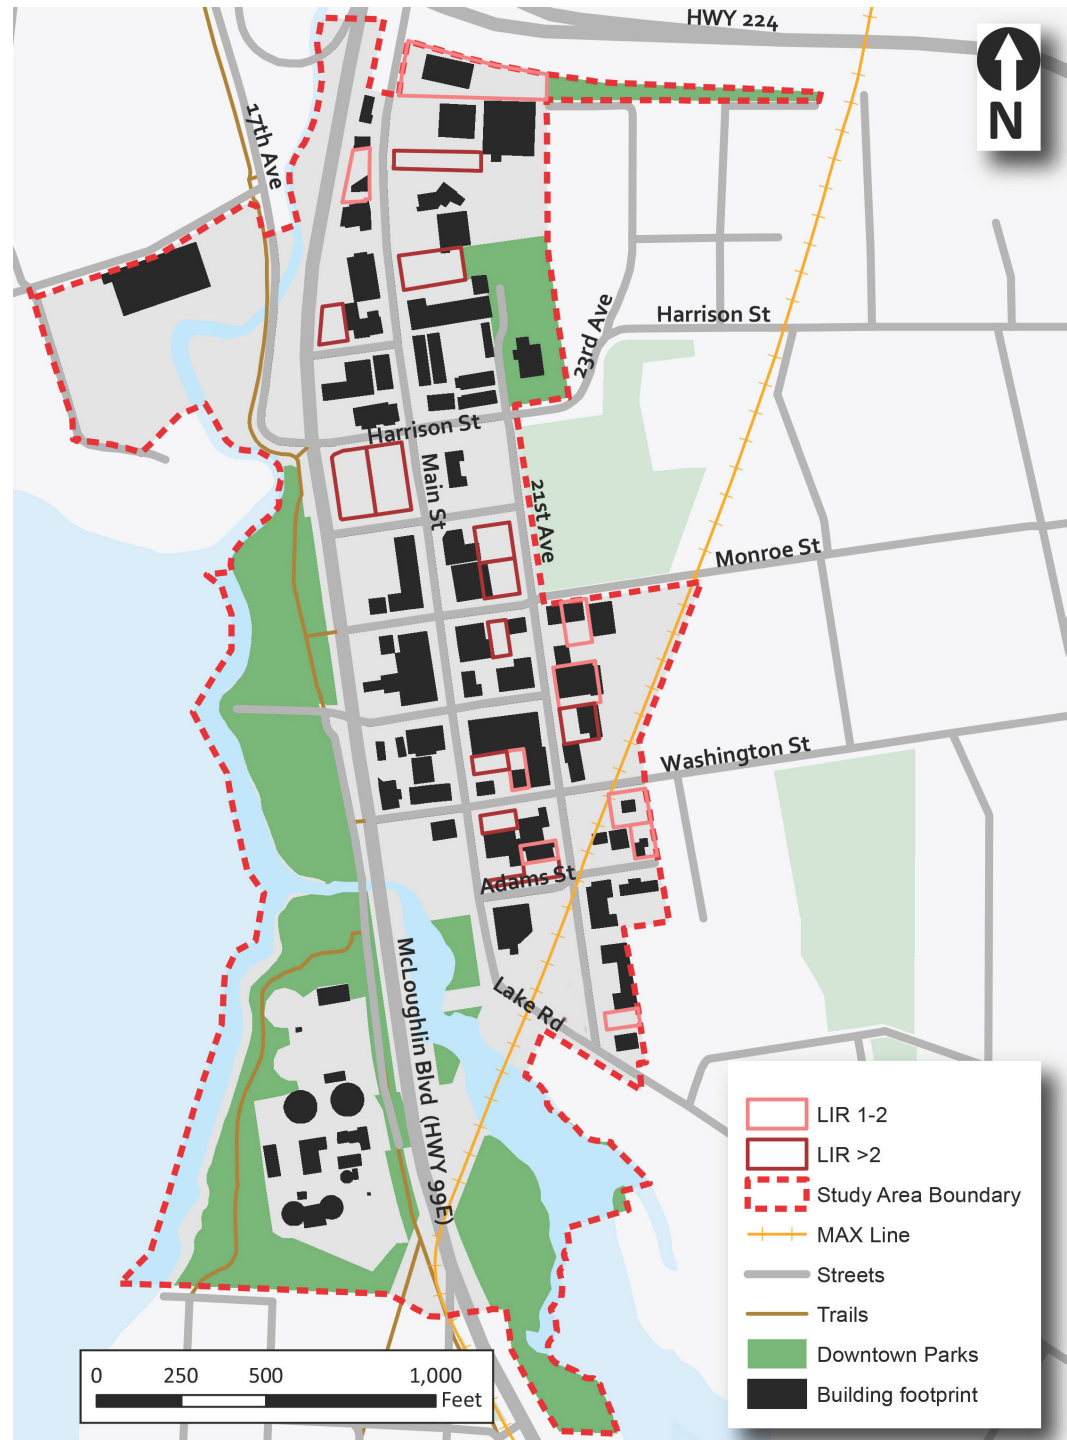 HWY 224
N
17th Ave
23rd Ave
Harrison St
Harrison St
Main St
21st Ave
Monroe St
Washington St
Adams St
Lake Rd
McLoughlin Blvd (HWY 99E)
LIR 1-2
LIR >2
Study Area Boundary
MAX Line
Streets
Trails
Downtown Parks
Building footprint
0 250 500 1,000
Feet